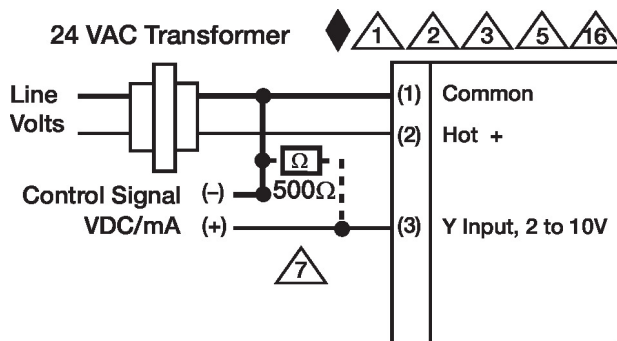 24 VAC Transformer 1 2 3 5 16
Line Volts
(1) Common
(2) Hot +
Ω
500Ω
Control Signal (–)
VDC/mA (+)
(3) Y Input, 2 to 10V
7